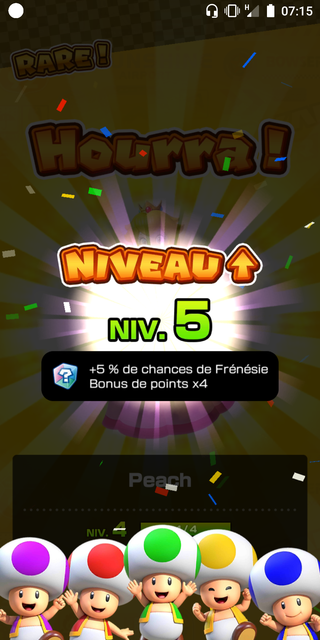 07:15
RARE !
Hourra !
NIVEAU
NIV. 5
+5 % de chances de Frénésie
Bonus de points x4
Peach
NIV. 4